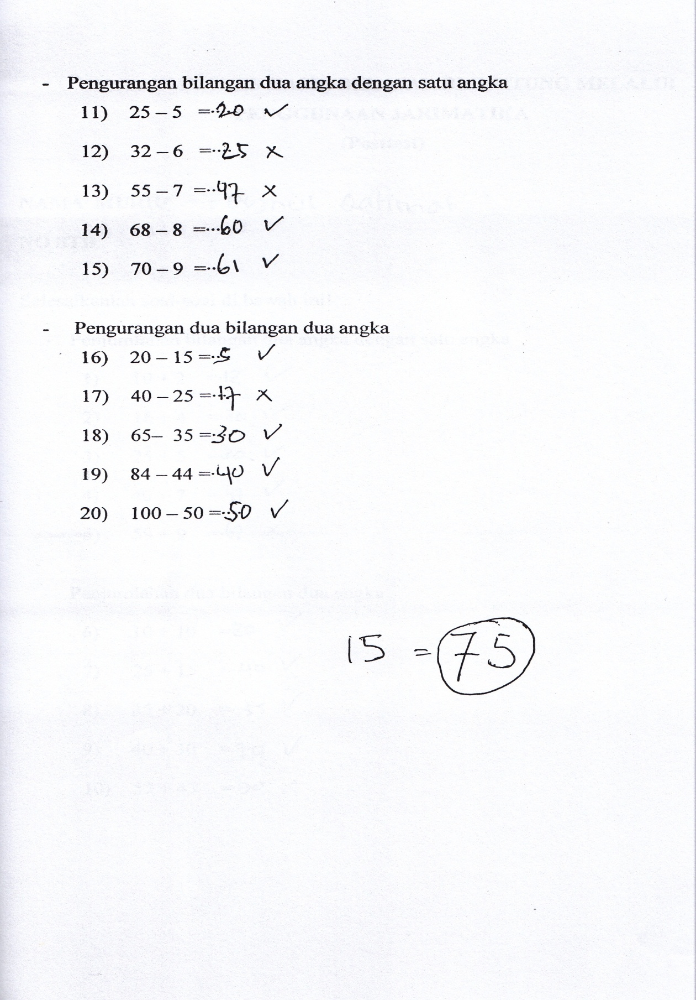 - Pengurangan bilangan dua angka dengan satu angka
11) 25 – 5 =..20 ✓
12) 32 – 6 =...25 ✗
13) 55 – 7 =..47 ✗
14) 68 – 8 =...60 ✓
15) 70 – 9 =...61 ✓
- Pengurangan dua bilangan dua angka
16) 20 – 15 =...5 ✓
17) 40 – 25 =..17 ✗
18) 65– 35 =..30 ✓
19) 84 – 44 =..40 ✓
20) 100 – 50 =..50 ✓
15 = 75